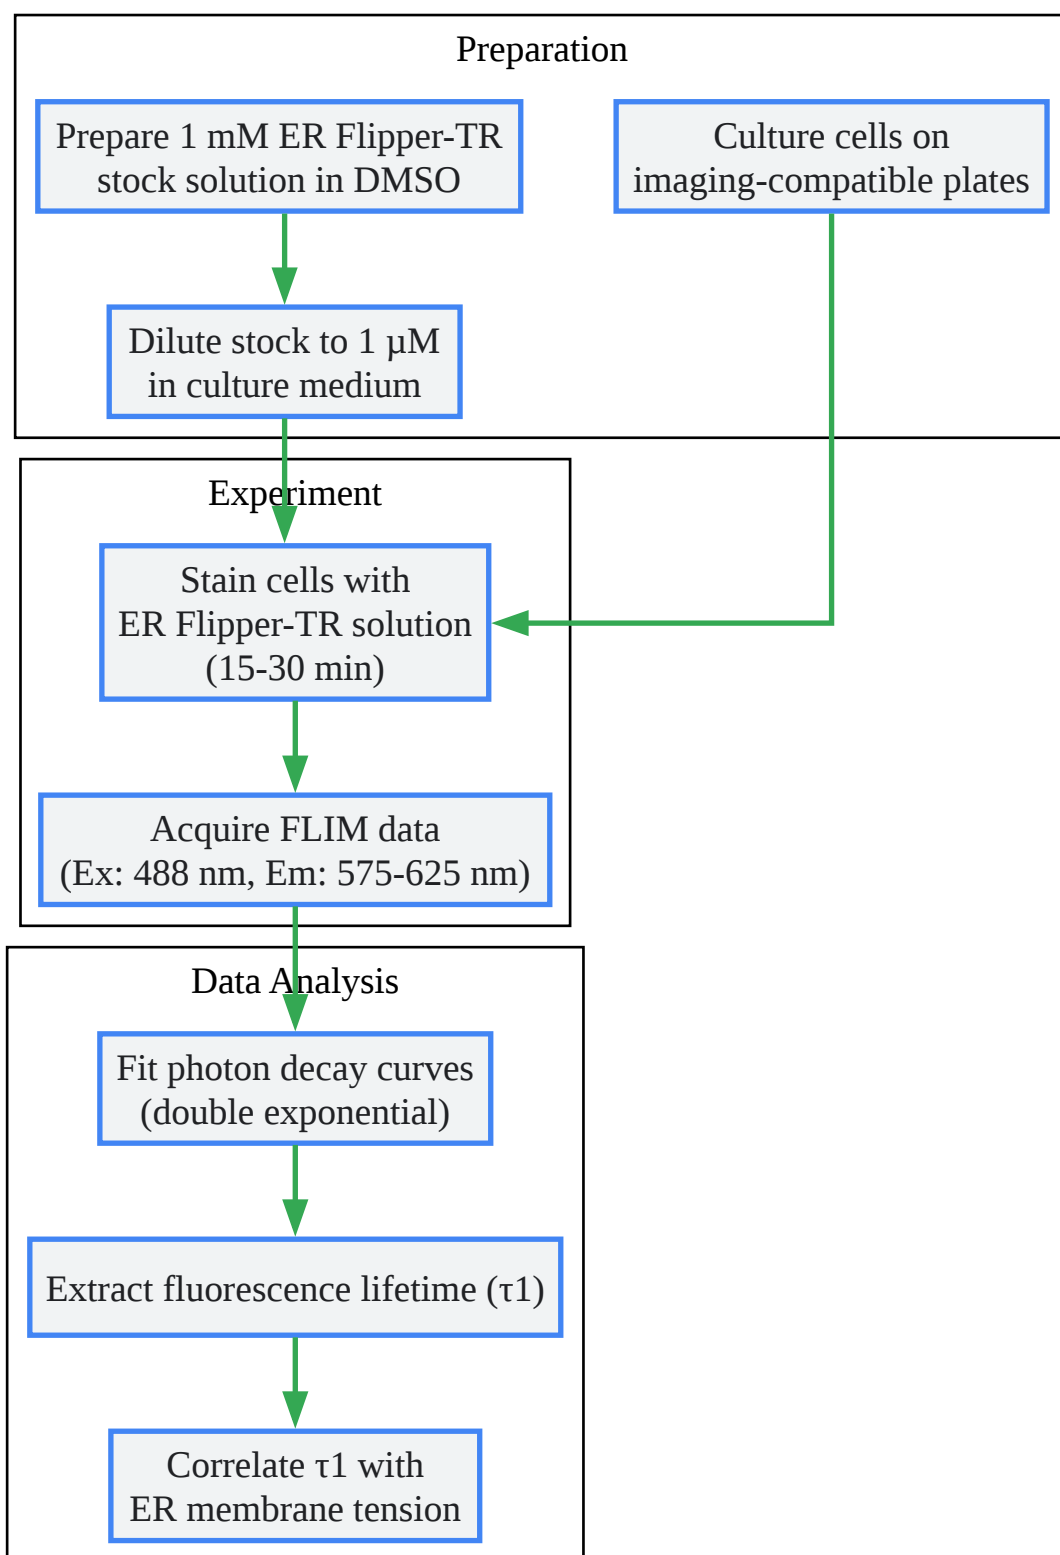 Preparation
Prepare 1 mM ER Flipper-TR
stock solution in DMSO
Culture cells on
imaging-compatible plates
Dilute stock to 1 µM
in culture medium
Experiment
Stain cells with
ER Flipper-TR solution
(15-30 min)
Acquire FLIM data
(Ex: 488 nm, Em: 575-625 nm)
Data Analysis
Fit photon decay curves
(double exponential)
Extract fluorescence lifetime (τ1)
Correlate τ1 with
ER membrane tension